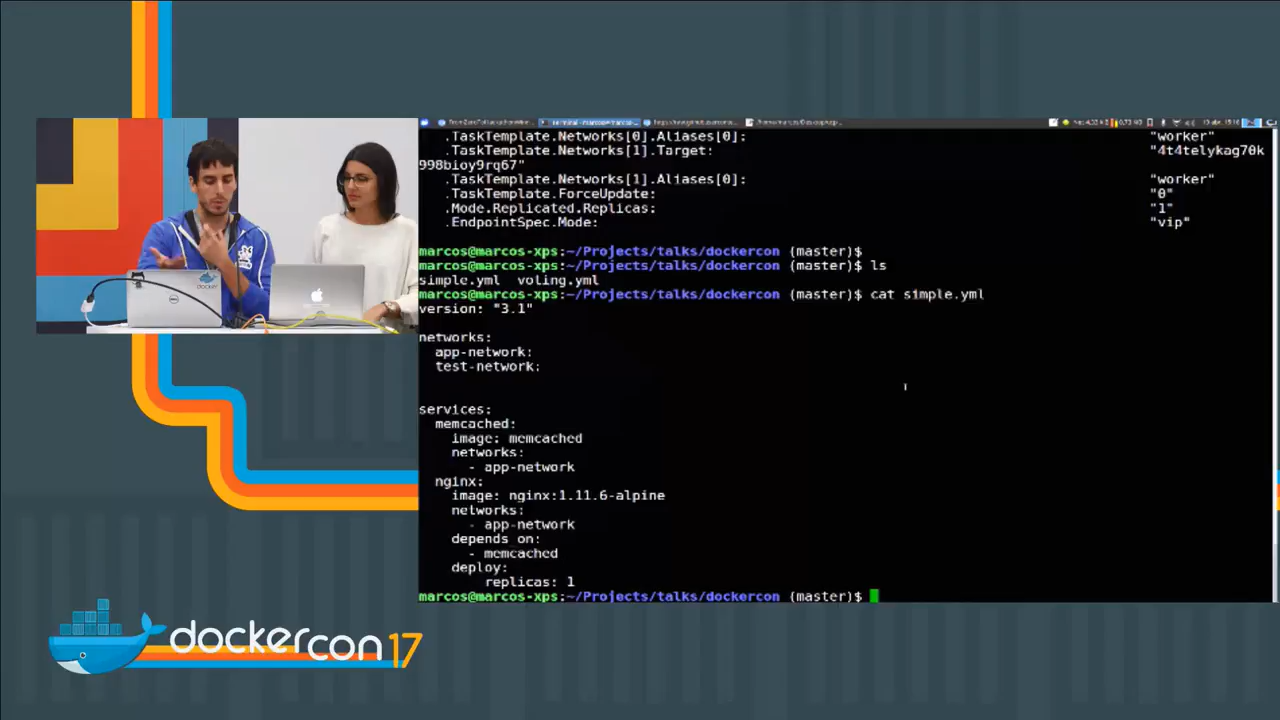 .TaskTemplate.Networks[0].Aliases[0]: "worker"
.TaskTemplate.Networks[1].Target: "4t4telykag70k
998bioy9rq67"
.TaskTemplate.Networks[1].Aliases[0]: "worker"
.TaskTemplate.ForceUpdate: "0"
.Mode.Replicated.Replicas: "1"
.EndpointSpec.Mode: "vip"
marcos@marcos-xps:~/Projects/talks/dockercon (master)$
marcos@marcos-xps:~/Projects/talks/dockercon (master)$ ls
simple.yml voting.yml
marcos@marcos-xps:~/Projects/talks/dockercon (master)$ cat simple.yml
version: "3.1"
networks:
app-network:
test-network:
services:
memcached:
image: memcached
networks:
- app-network
nginx:
image: nginx:1.11.6-alpine
networks:
- app-network
depends_on:
- memcached
deploy:
replicas: 1
marcos@marcos-xps:~/Projects/talks/dockercon (master)$
docker
DELL
dockercon 17